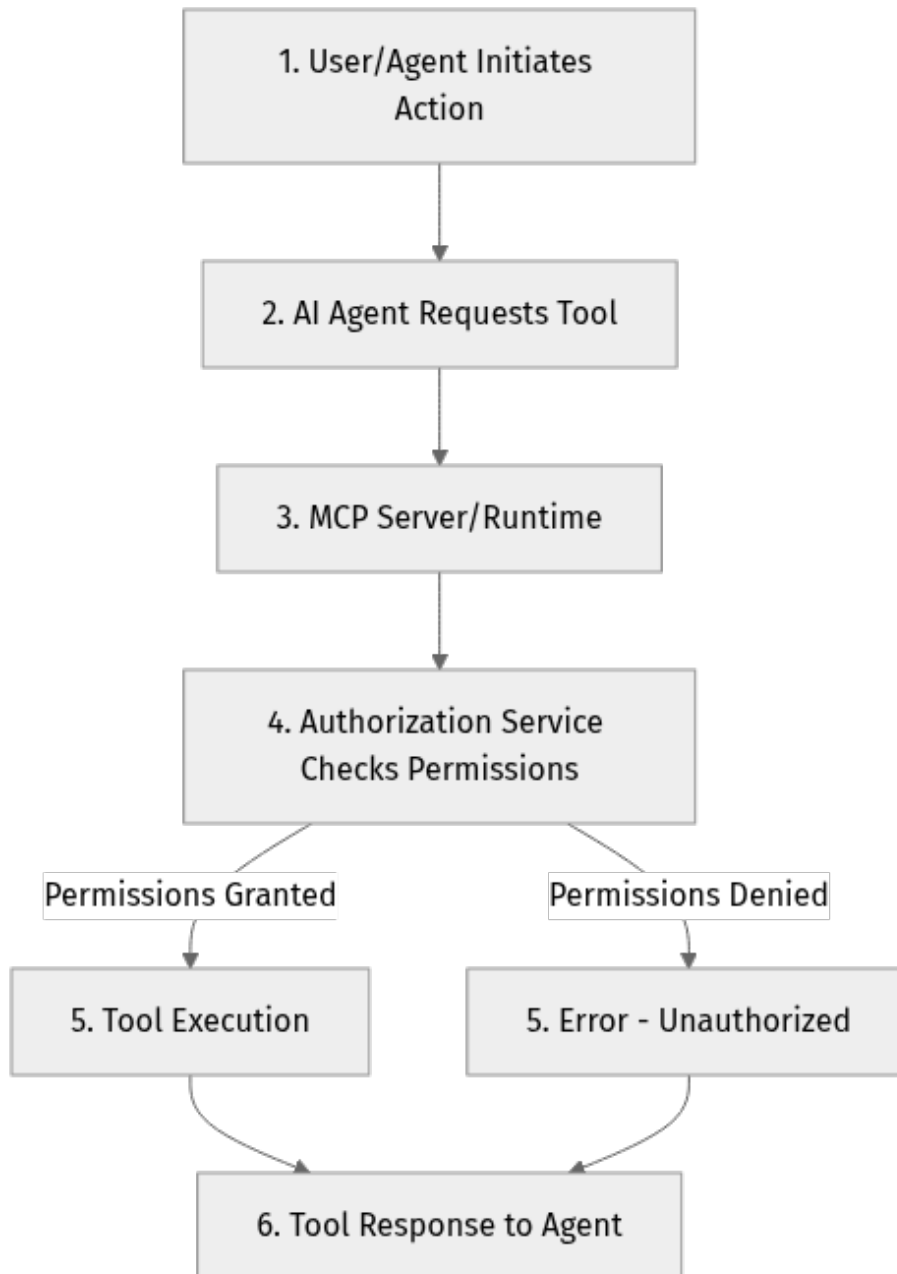 1. User/Agent Initiates
Action
2. AI Agent Requests Tool
3. MCP Server/Runtime
4. Authorization Service
Checks Permissions
Permissions Granted
Permissions Denied
5. Tool Execution
5. Error - Unauthorized
6. Tool Response to Agent